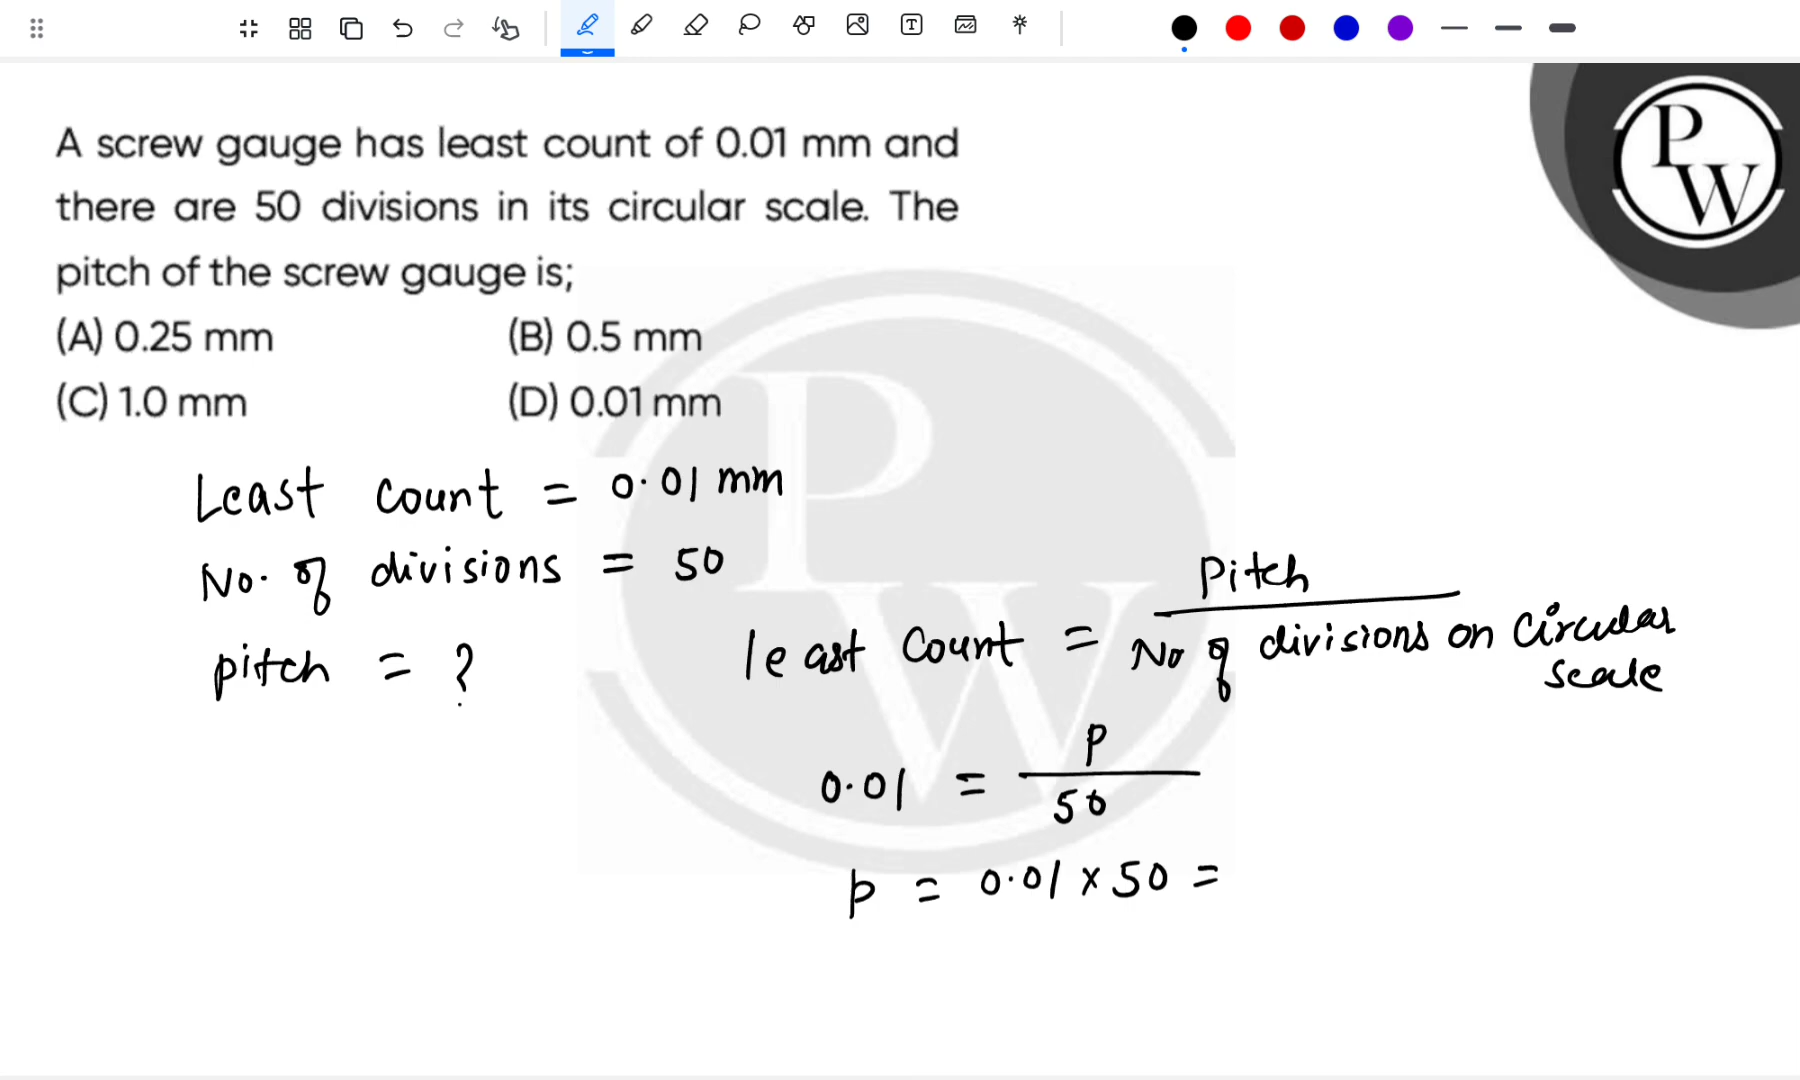 A screw gauge has least count of 0.01 mm and
there are 50 divisions in its circular scale. The
pitch of the screw gauge is;
(A) 0.25 mm (B) 0.5 mm
(C) 1.0 mm (D) 0.01 mm
Least count = 0.01 mm
No. of divisions = 50
pitch = ?
least count = Pitch / No of divisions on circular scale
0.01 = P / 50
p = 0.01 × 50 =
PW
PW